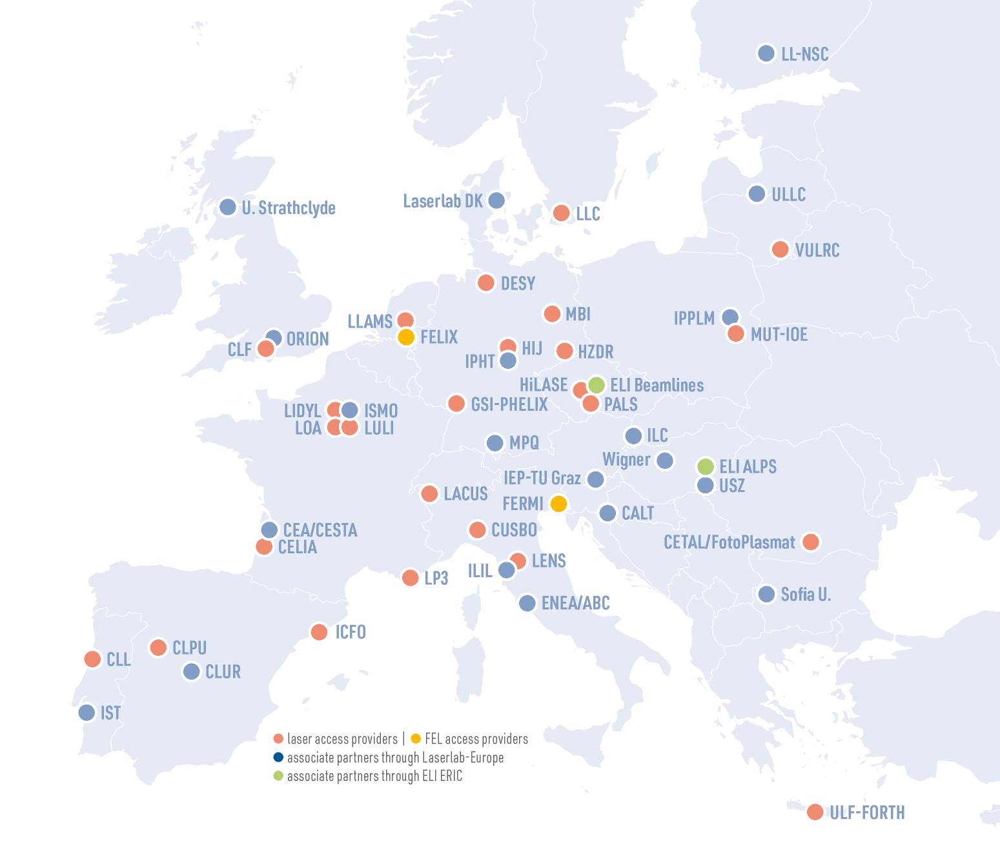 LL-NSC
ULLC
Laserlab DK
U. Strathclyde
LLC
VULRC
DESY
MBI
IPPLM
LLAMS
MUT-IOE
FELIX
ORION
CLF
HIJ
HZDR
IPHT
HiLASE
ELI Beamlines
GSI-PHELIX
PALS
LIDYL
ISMO
LOA
LULI
ILC
MPQ
Wigner
ELI ALPS
IEP-TU Graz
USZ
LACUS
FERMI
CALT
CEA/CESTA
CUSBO
CETAL/FotoPlasmat
CELIA
LENS
ILIL
LP3
Sofia U.
ENEA/ABC
ICFO
CLPU
CLL
CLUR
IST
laser access providers | FEL access providers
associate partners through Laserlab-Europe
associate partners through ELI ERIC
ULF-FORTH